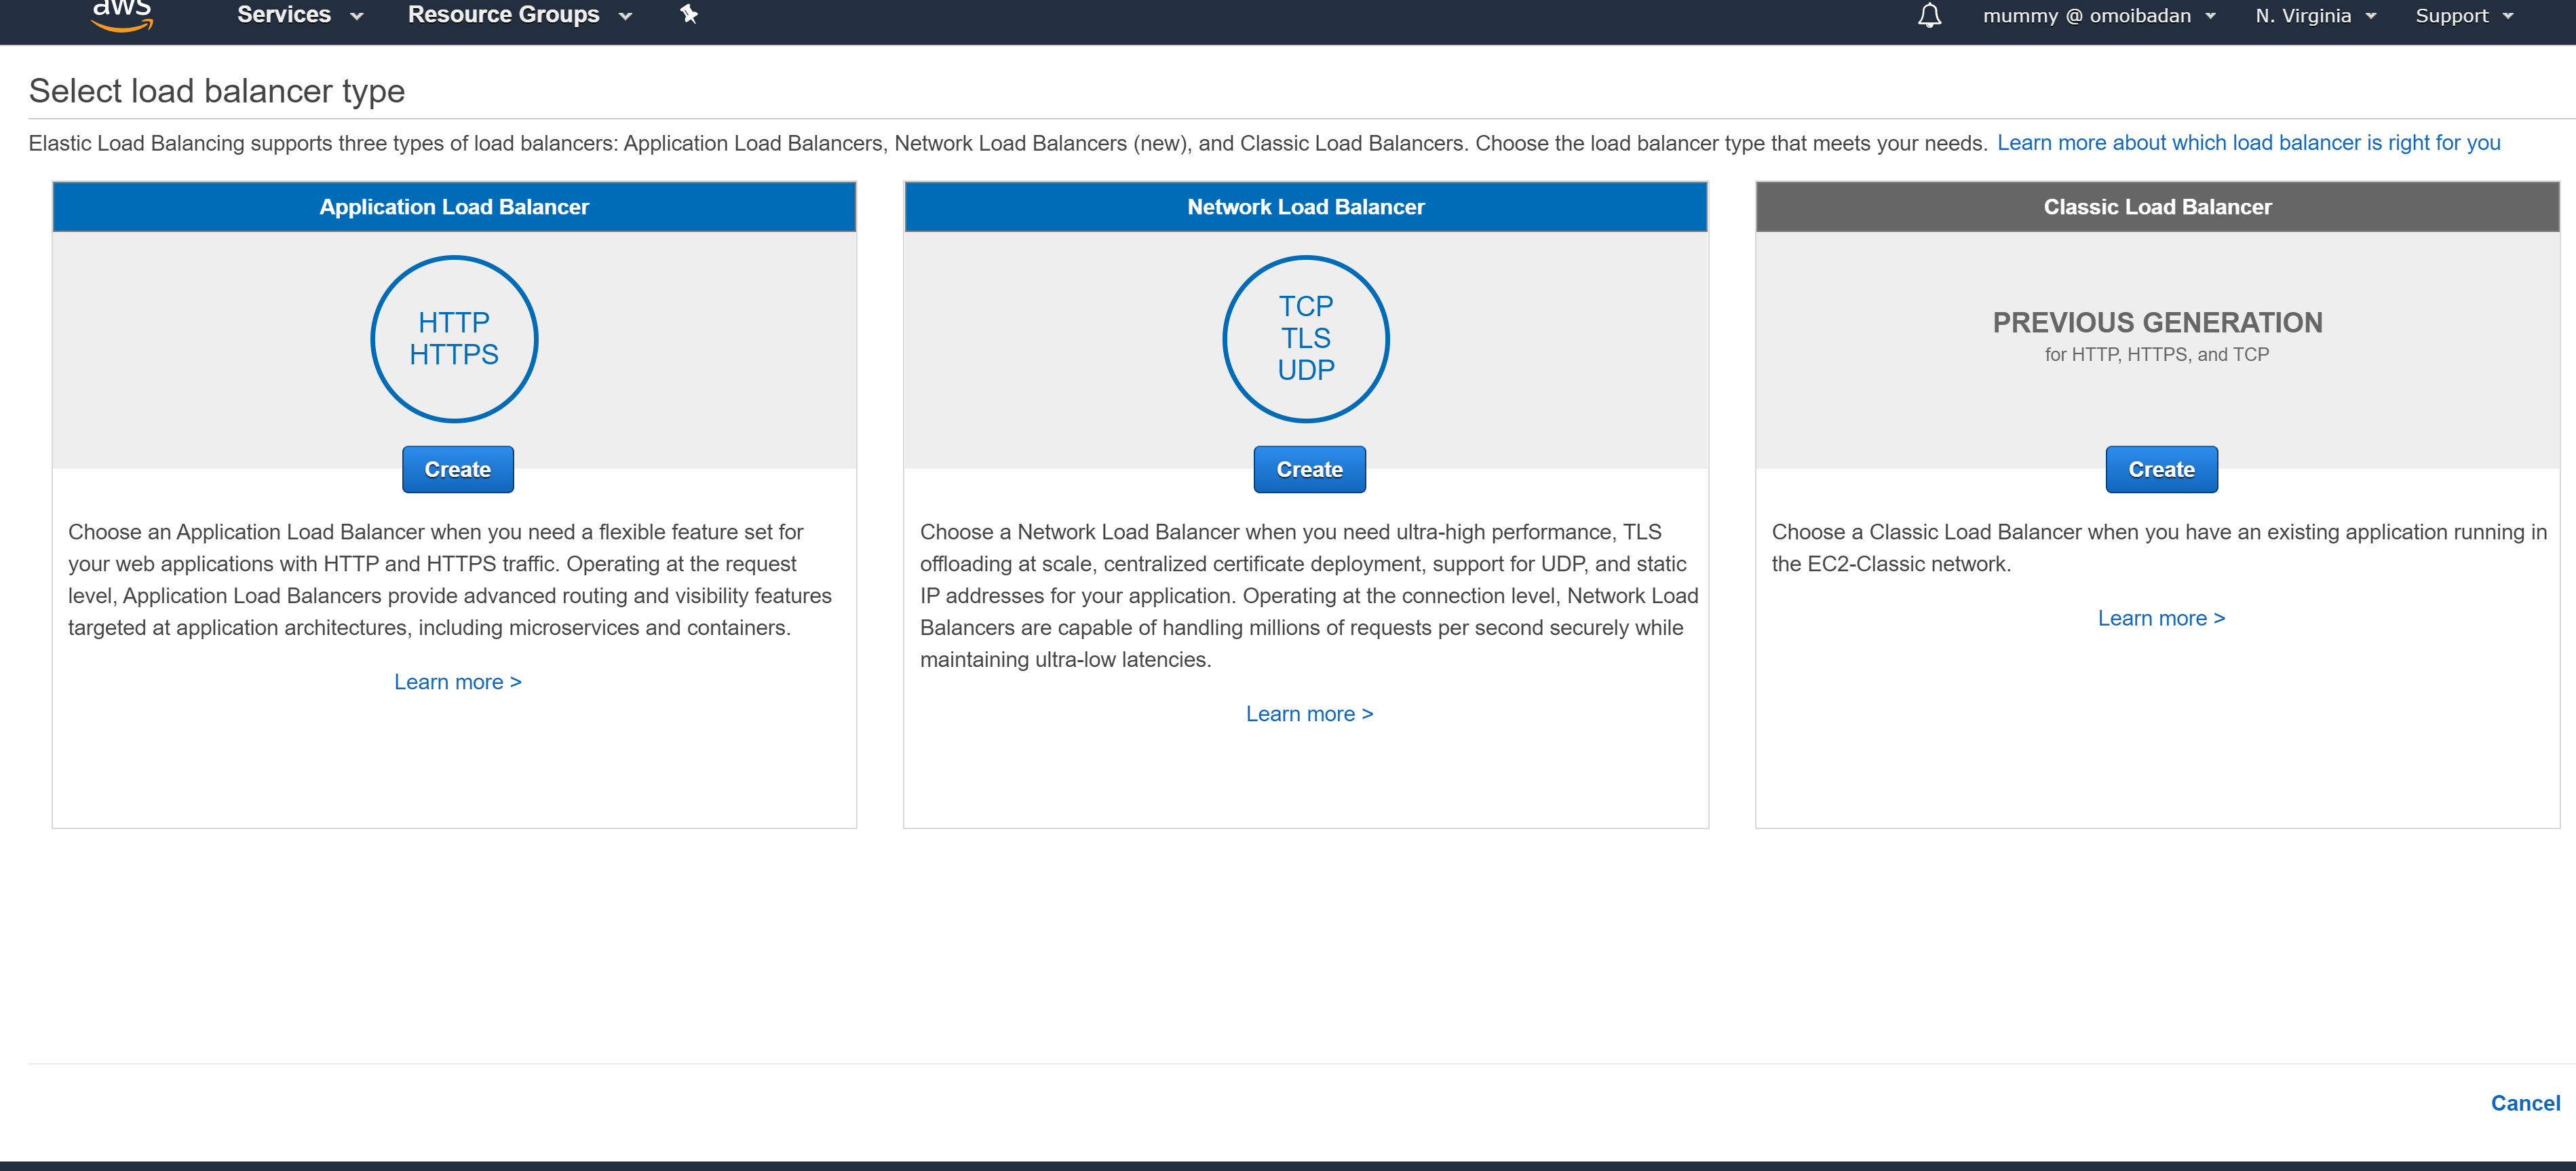 aws Services Resource Groups mummy @ omoibadan N. Virginia Support
Select load balancer type
Elastic Load Balancing supports three types of load balancers: Application Load Balancers, Network Load Balancers (new), and Classic Load Balancers. Choose the load balancer type that meets your needs. Learn more about which load balancer is right for you
Application Load Balancer
HTTP
HTTPS
Create
Choose an Application Load Balancer when you need a flexible feature set for
your web applications with HTTP and HTTPS traffic. Operating at the request
level, Application Load Balancers provide advanced routing and visibility features
targeted at application architectures, including microservices and containers.
Learn more >
Network Load Balancer
TCP
TLS
UDP
Create
Choose a Network Load Balancer when you need ultra-high performance, TLS
offloading at scale, centralized certificate deployment, support for UDP, and static
IP addresses for your application. Operating at the connection level, Network Load
Balancers are capable of handling millions of requests per second securely while
maintaining ultra-low latencies.
Learn more >
Classic Load Balancer
PREVIOUS GENERATION
for HTTP, HTTPS, and TCP
Create
Choose a Classic Load Balancer when you have an existing application running in
the EC2-Classic network.
Learn more >
Cancel